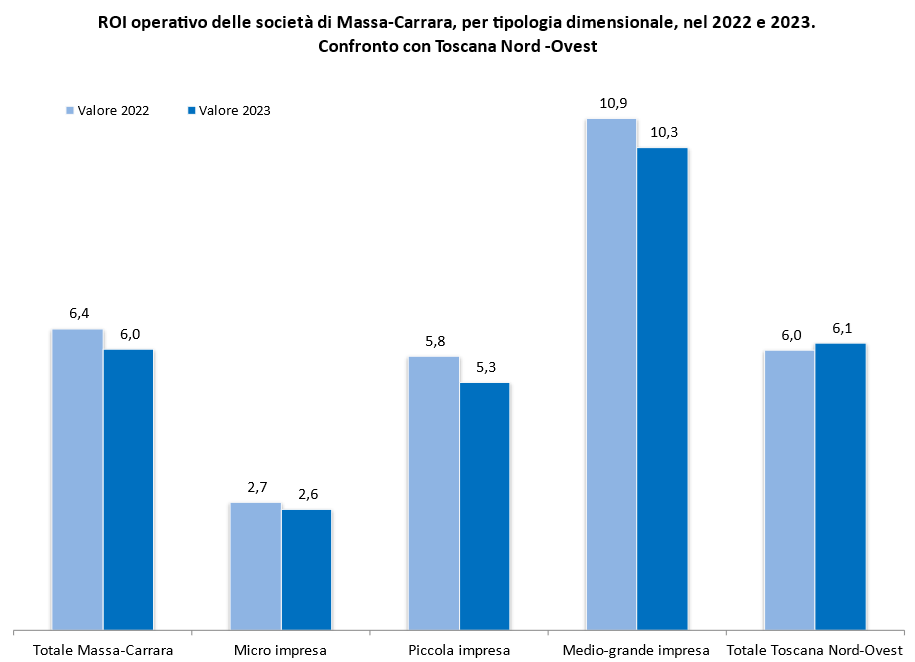 ROI operativo delle società di Massa-Carrara, per tipologia dimensionale, nel 2022 e 2023.
Confronto con Toscana Nord -Ovest
Valore 2022
Valore 2023
6,4
6,0
2,7
2,6
5,8
5,3
10,9
10,3
6,0
6,1
Totale Massa-Carrara
Micro impresa
Piccola impresa
Medio-grande impresa
Totale Toscana Nord-Ovest